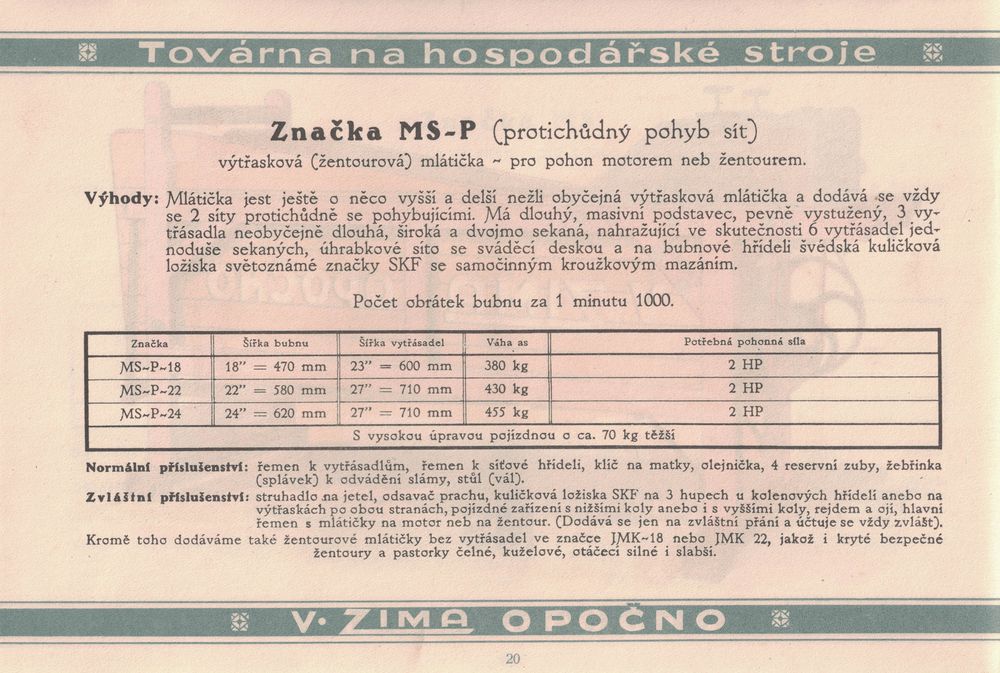 Továrna na hospodářské stroje
Značka MS-P (protichůdný pohyb sít)
výtřasková (žentourová) mlátička ~ pro pohon motorem neb žentourem.
Výhody: Mlátička jest ještě o něco vyšší a delší nežli obyčejná výtřasková mlátička a dodává se vždy
se 2 síty protichůdně se pohybujícími. Má dlouhý, masivní podstavec, pevně vystužený, 3 vy-
třásadla neobyčejně dlouhá, široká a dvojmo sekaná, nahražující ve skutečnosti 6 vytřásadel jed-
noduše sekaných, úhrabkové síto se sváděcí deskou a na bubnové hřídeli švédská kuličková
ložiska světoznámé značky SKF se samočinným kroužkovým mazáním.
Počet obrátek bubnu za 1 minutu 1000.
Značka Šířka bubnu Šířka vytřásadel Váha as Potřebná pohonná síla
MS~P~18 18" = 470 mm 23" = 600 mm 380 kg 2 HP
MS~P~22 22" = 580 mm 27" = 710 mm 430 kg 2 HP
MS~P~24 24" = 620 mm 27" = 710 mm 455 kg 2 HP
S vysokou úpravou pojízdnou o ca. 70 kg těžší
Normální příslušenství: řemen k vytřásadlům, řemen k síťové hřídeli, klíč na matky, olejnička, 4 reservní zuby, žebřinka
(splávek) k odvádění slámy, stůl (vál).
Zvláštní příslušenství: struhadlo na jetel, odsavač prachu, kuličková ložiska SKF na 3 hupech u kolenových hřídelí anebo na
výtřaskách po obou stranách, pojízdné zařízení s nižšími koly anebo i s vyššími koly, rejdem a ojí, hlavní
řemen s mlátičky na motor neb na žentour. (Dodává se jen na zvláštní přání a účtuje se vždy zvlášť).
Kromě toho dodáváme také žentourové mlátičky bez vytřásadel ve značce JMK~18 nebo JMK 22, jakož i kryté bezpečné
žentoury a pastorky čelné, kuželové, otáčecí silné i slabší.
V. ZIMA OPOČNO
20